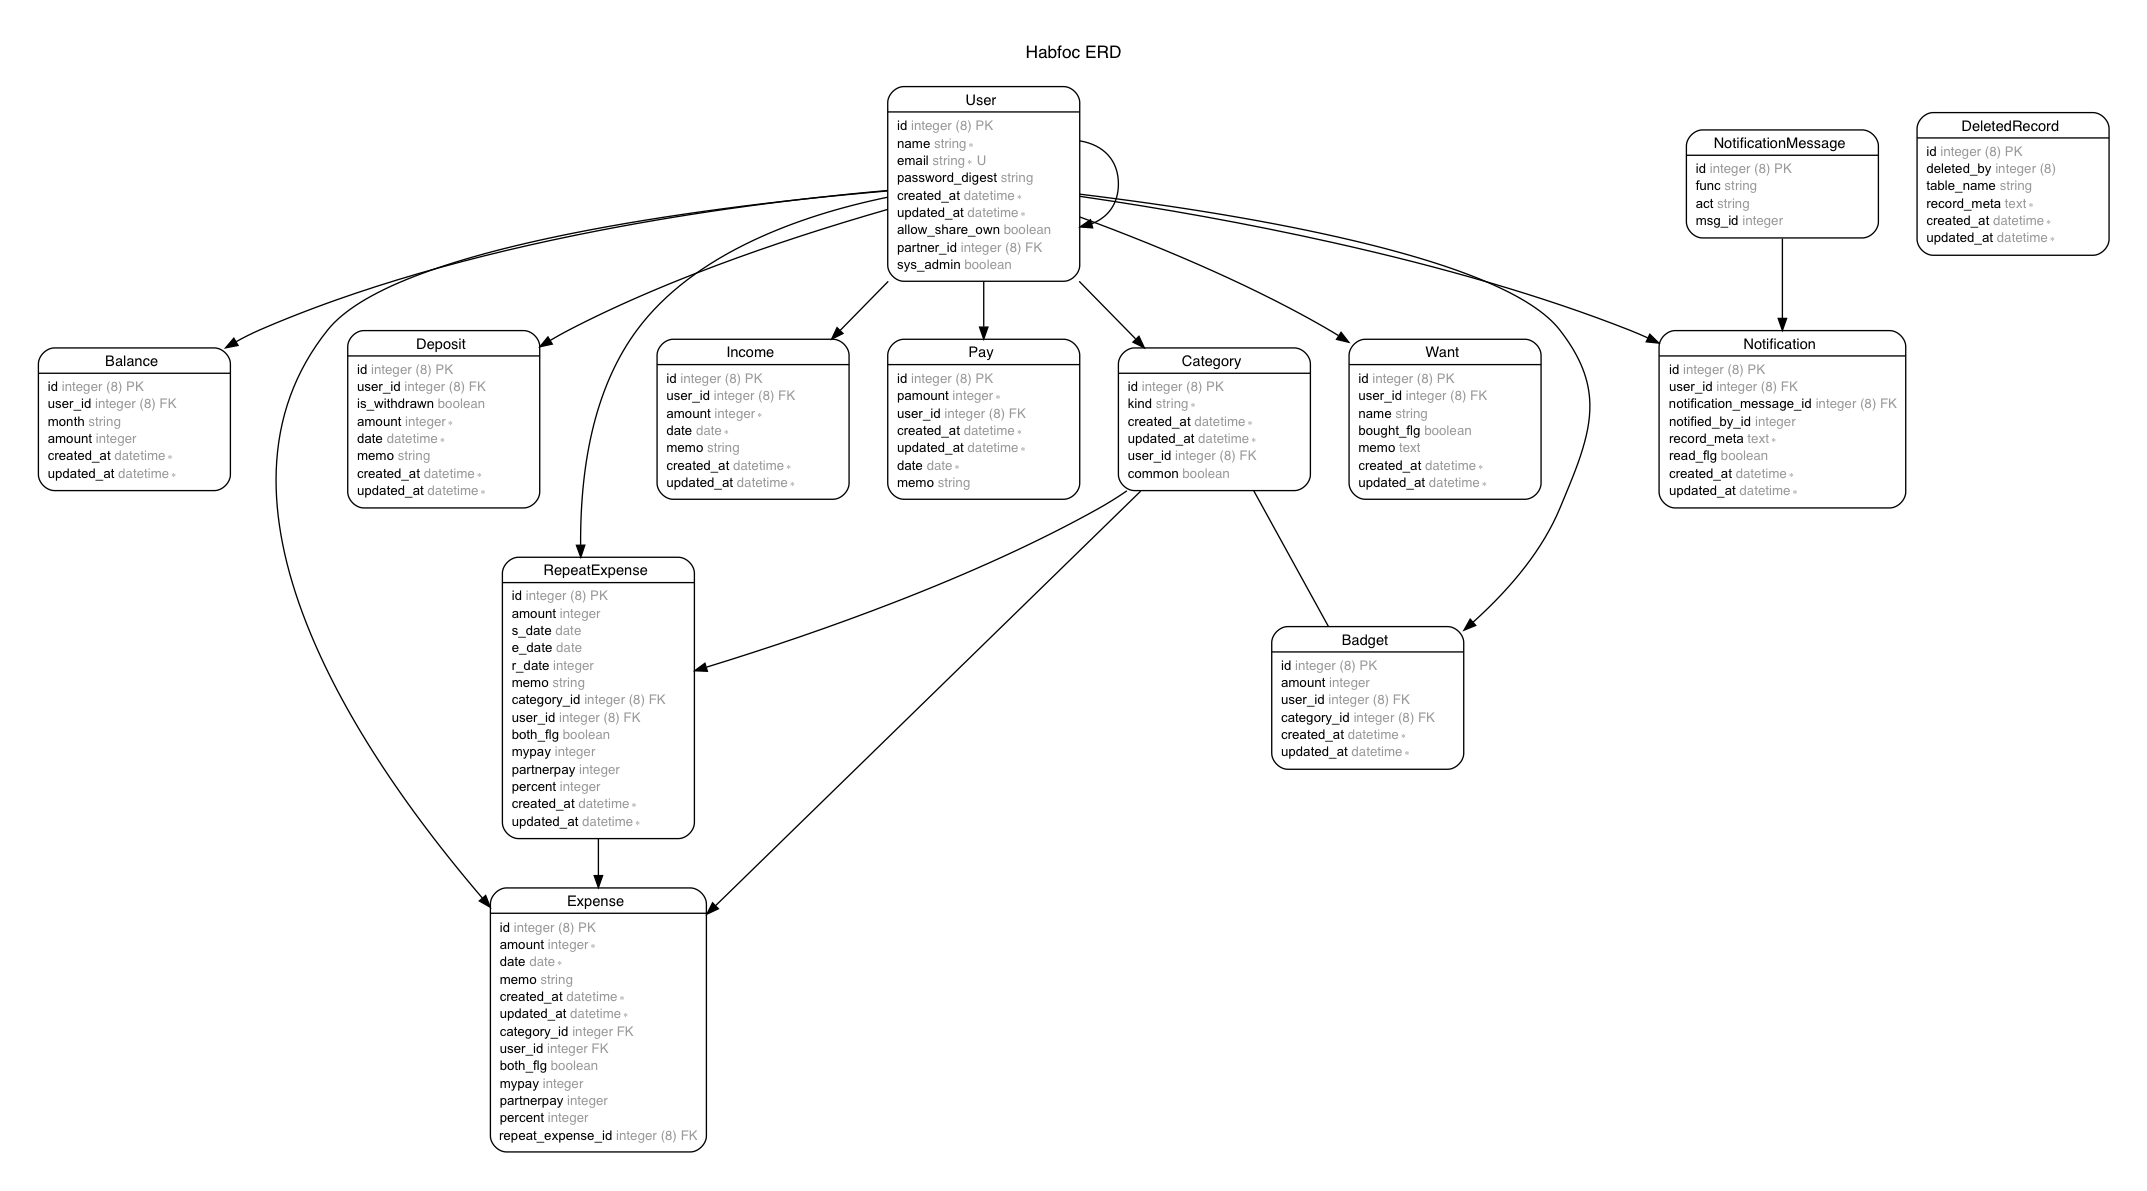 Habfoc ERD
User
id integer (8) PK
name string ∗
email string ∗ U
password_digest string
created_at datetime ∗
updated_at datetime ∗
allow_share_own boolean
partner_id integer (8) FK
sys_admin boolean
NotificationMessage
id integer (8) PK
func string
act string
msg_id integer
DeletedRecord
id integer (8) PK
deleted_by integer (8)
table_name string
record_meta text ∗
created_at datetime ∗
updated_at datetime ∗
Balance
id integer (8) PK
user_id integer (8) FK
month string
amount integer
created_at datetime ∗
updated_at datetime ∗
Deposit
id integer (8) PK
user_id integer (8) FK
is_withdrawn boolean
amount integer ∗
date datetime ∗
memo string
created_at datetime ∗
updated_at datetime ∗
Income
id integer (8) PK
user_id integer (8) FK
amount integer ∗
date date ∗
memo string
created_at datetime ∗
updated_at datetime ∗
Pay
id integer (8) PK
pamount integer ∗
user_id integer (8) FK
created_at datetime ∗
updated_at datetime ∗
date date ∗
memo string
Category
id integer (8) PK
kind string ∗
created_at datetime ∗
updated_at datetime ∗
user_id integer (8) FK
common boolean
Want
id integer (8) PK
user_id integer (8) FK
name string
bought_flg boolean
memo text
created_at datetime ∗
updated_at datetime ∗
Notification
id integer (8) PK
user_id integer (8) FK
notification_message_id integer (8) FK
notified_by_id integer
record_meta text ∗
read_flg boolean
created_at datetime ∗
updated_at datetime ∗
RepeatExpense
id integer (8) PK
amount integer
s_date date
e_date date
r_date integer
memo string
category_id integer (8) FK
user_id integer (8) FK
both_flg boolean
mypay integer
partnerpay integer
percent integer
created_at datetime ∗
updated_at datetime ∗
Badget
id integer (8) PK
amount integer
user_id integer (8) FK
category_id integer (8) FK
created_at datetime ∗
updated_at datetime ∗
Expense
id integer (8) PK
amount integer ∗
date date ∗
memo string
created_at datetime ∗
updated_at datetime ∗
category_id integer FK
user_id integer FK
both_flg boolean
mypay integer
partnerpay integer
percent integer
repeat_expense_id integer (8) FK